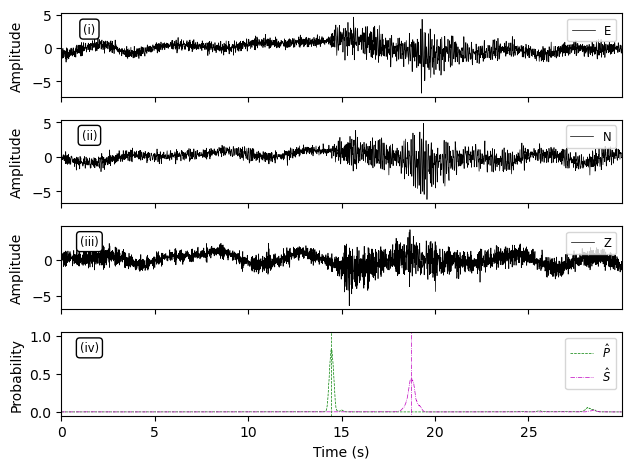 5
0
−5
Amplitude
(i)
E
5
0
−5
Amplitude
(ii)
N
0
−5
Amplitude
(iii)
Z
1.0
0.5
0.0
Probability
(iv)
P̂
Ŝ
0 5 10 15 20 25
Time (s)